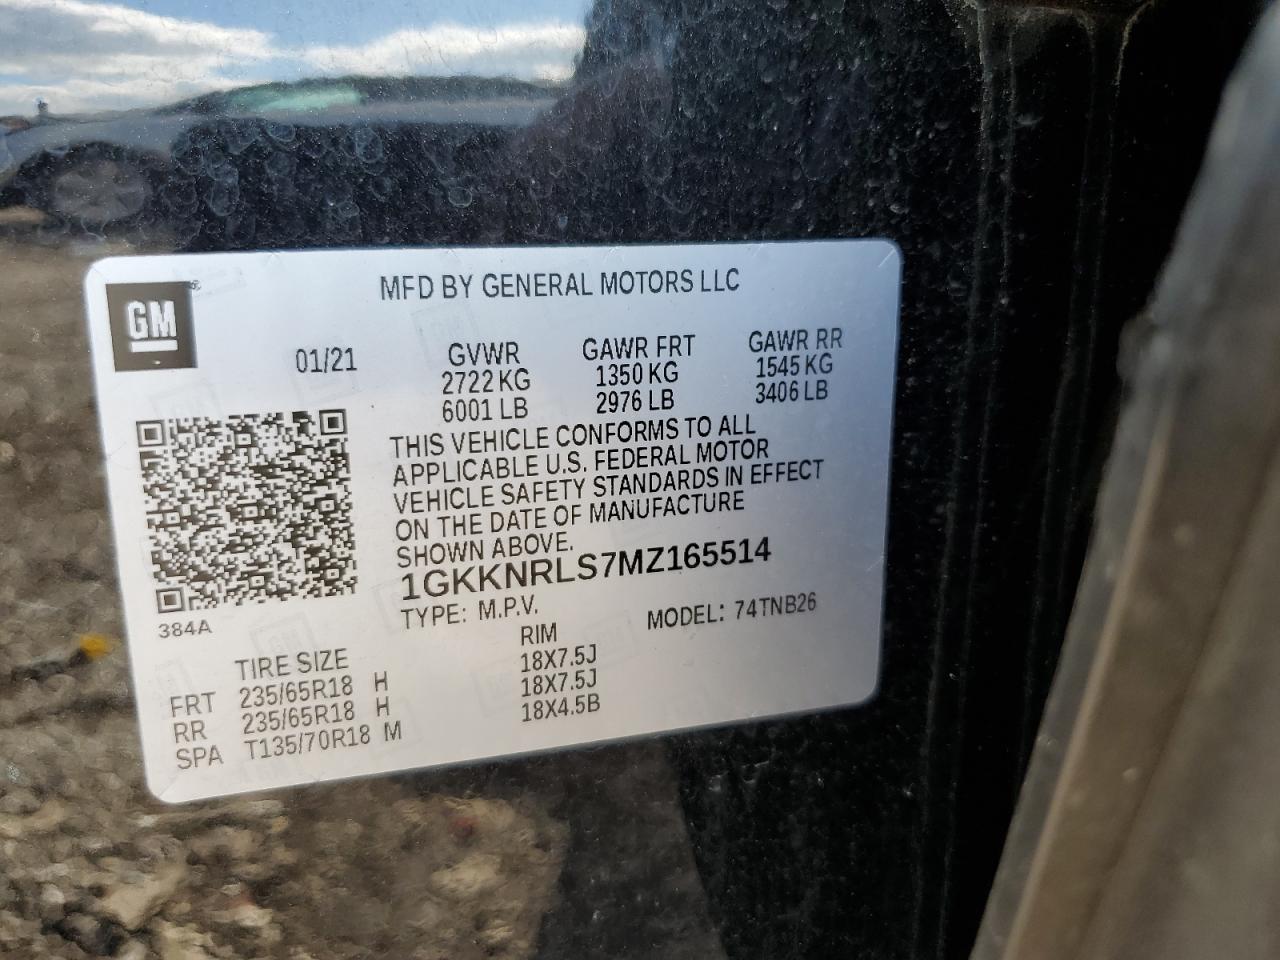 GM
MFD BY GENERAL MOTORS LLC
01/21
GVWR GAWR FRT GAWR RR
2722 KG 1350 KG 1545 KG
6001 LB 2976 LB 3406 LB
THIS VEHICLE CONFORMS TO ALL
APPLICABLE U.S. FEDERAL MOTOR
VEHICLE SAFETY STANDARDS IN EFFECT
ON THE DATE OF MANUFACTURE
SHOWN ABOVE.
1GKKNRLS7MZ165514
TYPE: M.P.V. MODEL: 74TNB26
384A
TIRE SIZE RIM
FRT 235/65R18 H 18X7.5J
RR 235/65R18 H 18X7.5J
SPA T135/70R18 M 18X4.5B